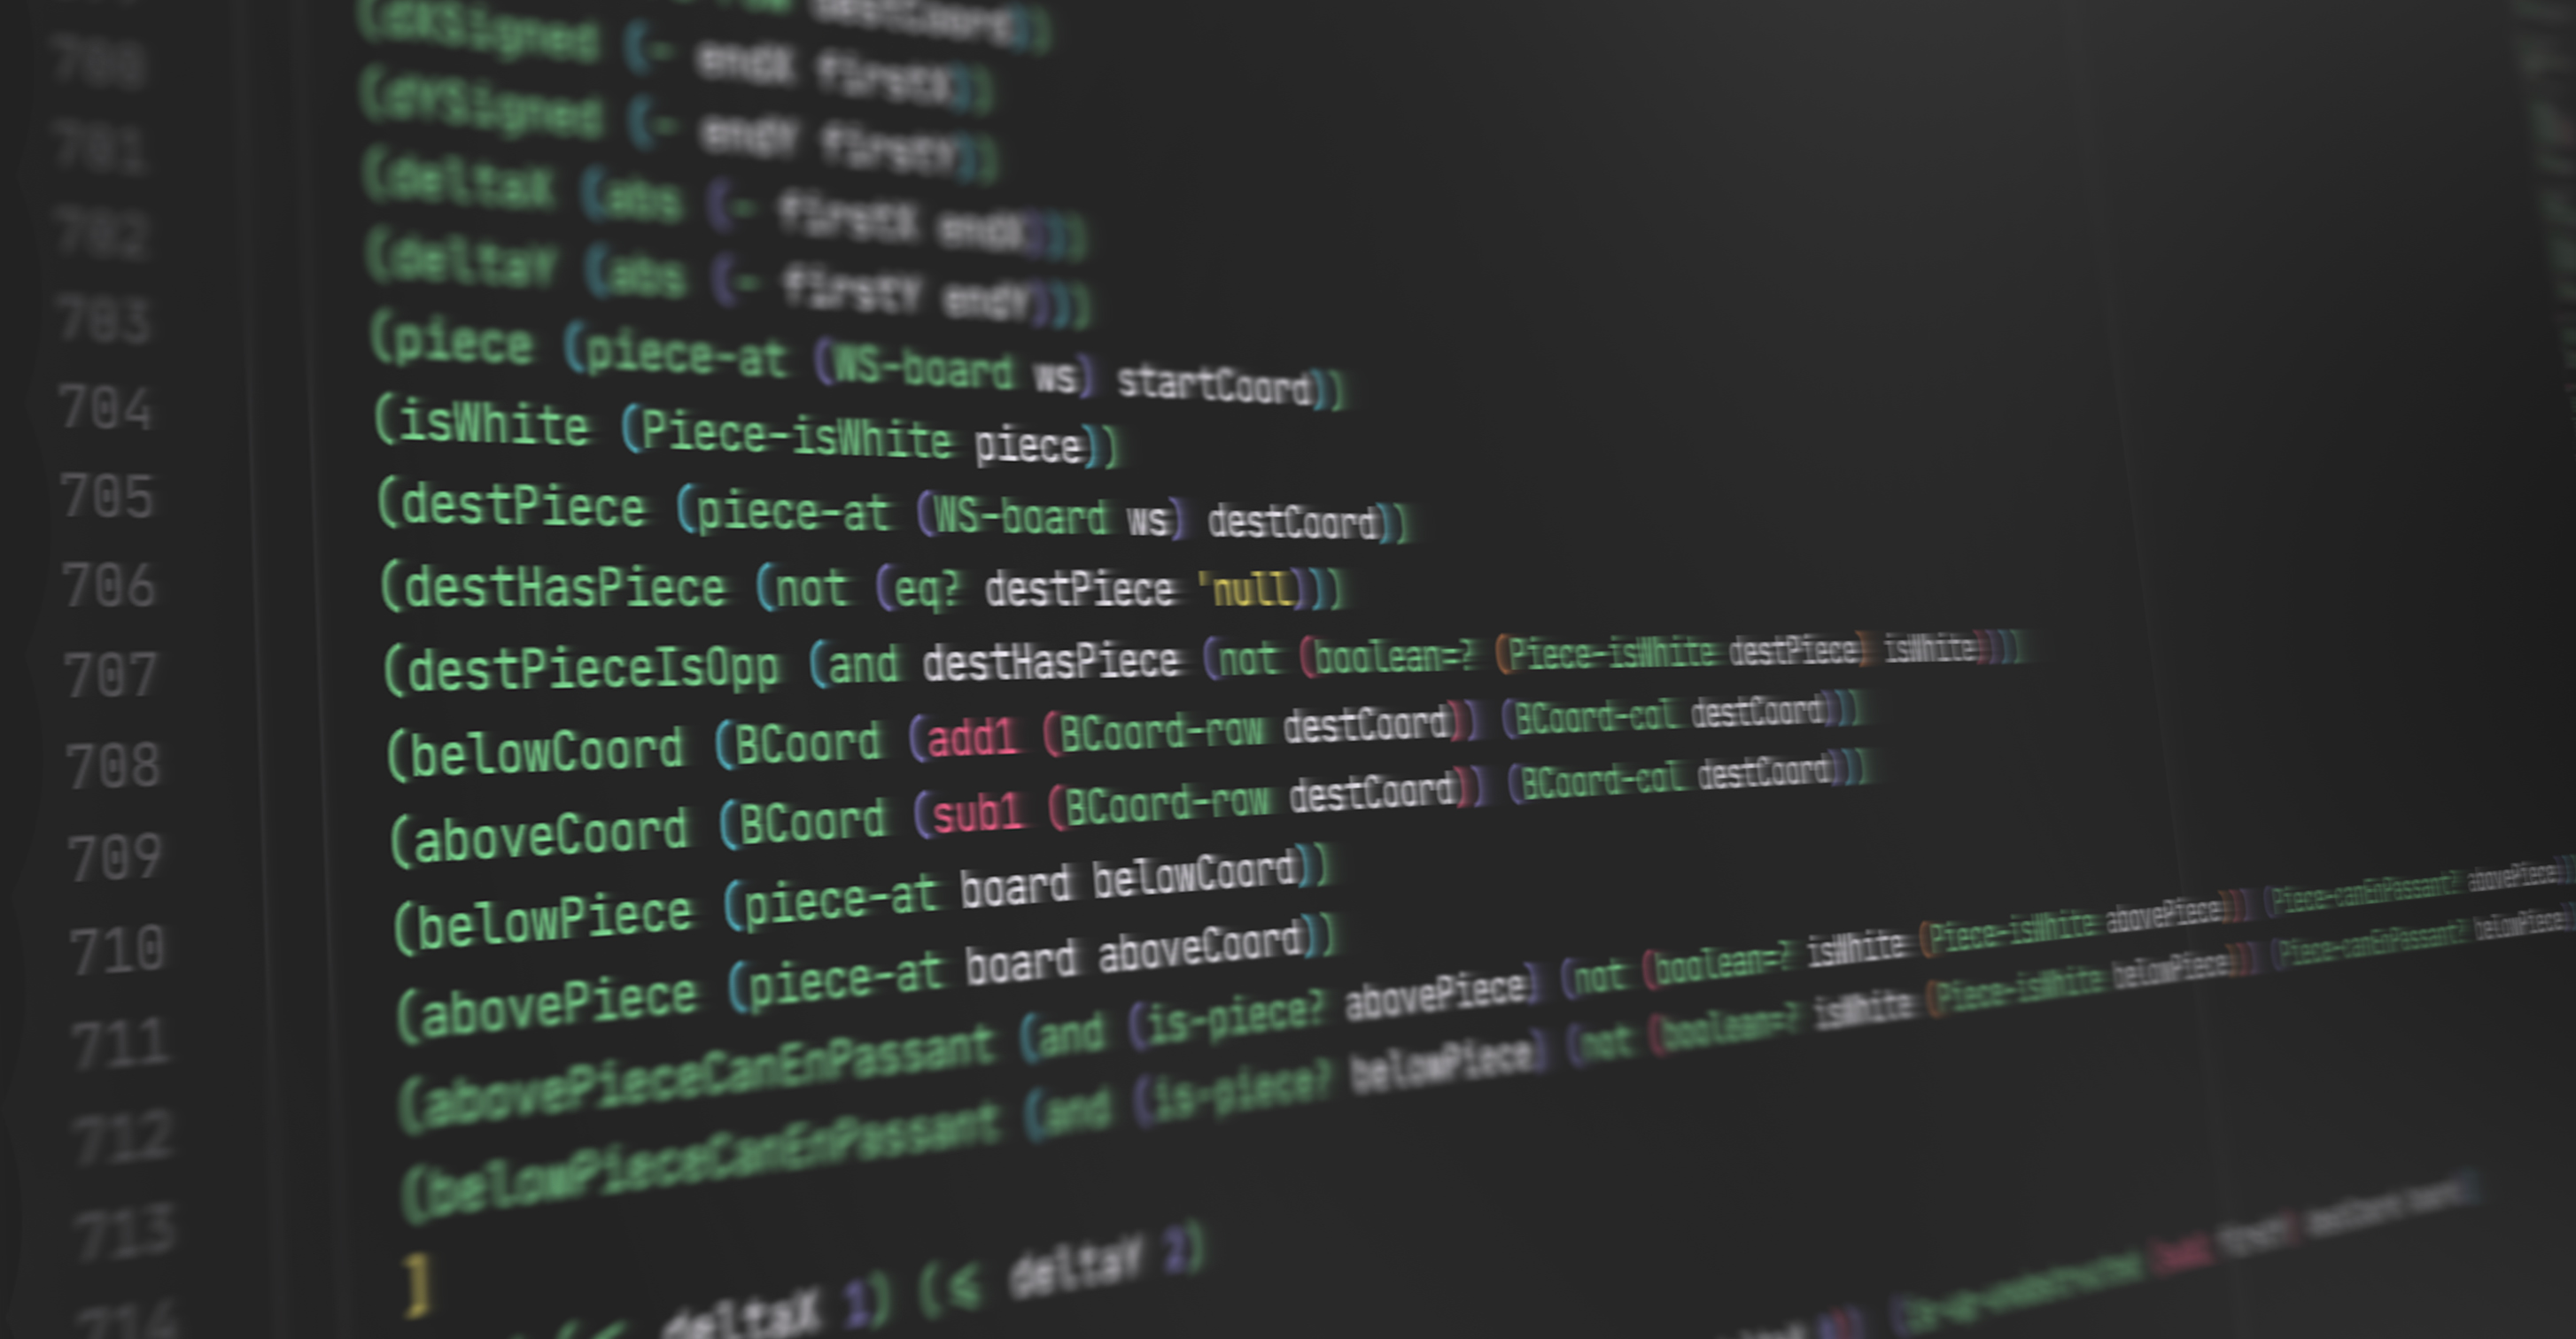 destCoord))
(dXSigned (- endX firstX))
700 (dYSigned (- endY firstY))
701 (deltaX (abs (- firstX endX)))
702 (deltaY (abs (- firstY endY)))
703 (piece (piece-at (WS-board ws) startCoord))
704 (isWhite (Piece-isWhite piece))
705 (destPiece (piece-at (WS-board ws) destCoord))
706 (destHasPiece (not (eq? destPiece 'null)))
707 (destPieceIsOpp (and destHasPiece (not (boolean=? (Piece-isWhite destPiece) isWhite))))
708 (belowCoord (BCoord (add1 (BCoord-row destCoord)) (BCoord-col destCoord)))
709 (aboveCoord (BCoord (sub1 (BCoord-row destCoord)) (BCoord-col destCoord)))
710 (belowPiece (piece-at board belowCoord))
711 (abovePiece (piece-at board aboveCoord))
712 (abovePieceCanEnPassant (and (is-piece? abovePiece) (not (boolean=? isWhite (Piece-isWhite abovePiece))) (Piece-canEnPassant? abovePiece)))
713 (belowPieceCanEnPassant (and (is-piece? belowPiece) (not (boolean=? isWhite (Piece-isWhite belowPiece))) (Piece-canEnPassant? belowPiece))
714 ]
deltaX 1) (<= deltaY 2)